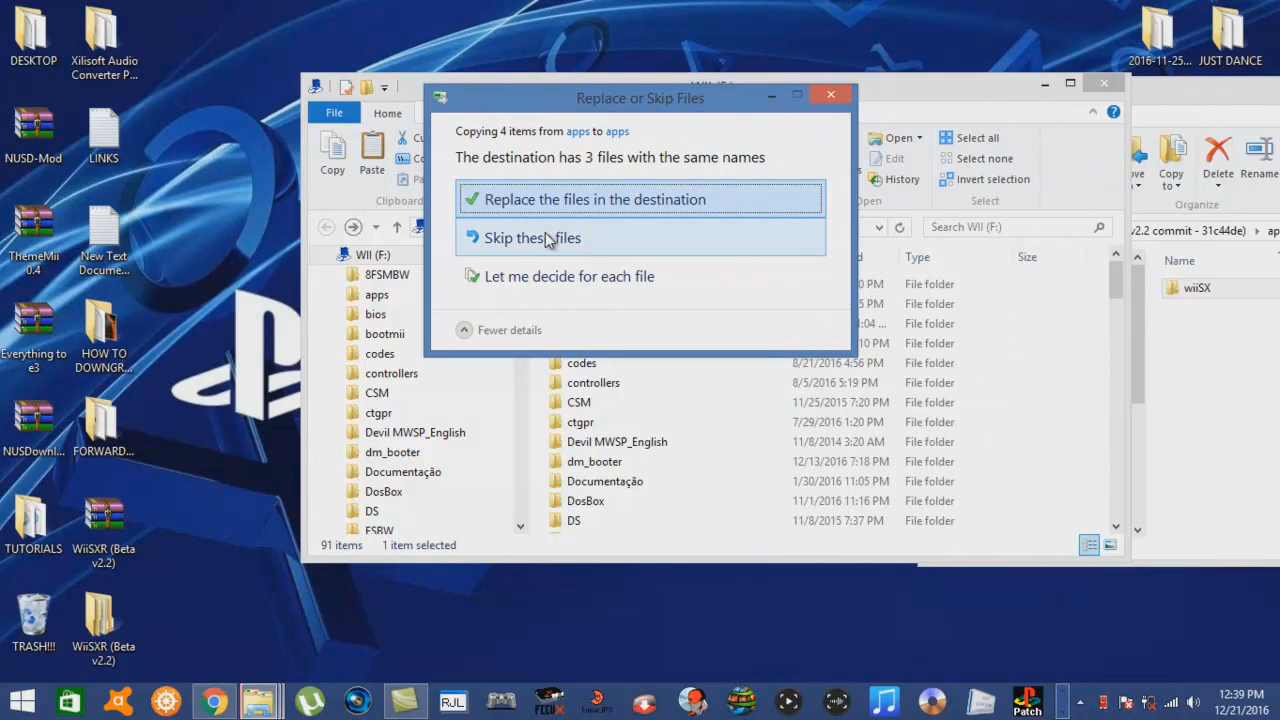 DESKTOP
Xilisoft Audio
Converter P...
NUSD-Mod
LINKS
ThemeMii
0.4
New Text
Docume...
Everything to
e3
HOW TO
DOWNGR...
NUSDownl...
FORWARD...
TUTORIALS
WiiSXR (Beta
v2.2)
TRASH!!!
WiiSXR (Beta
v2.2)
2016-11-25...
JUST DANCE
File
Home
Copy
Paste
Clipboard
Open
Edit
History
Select all
Select none
Invert selection
Select
Search WII (F:)
Type
Size
Replace or Skip Files
Copying 4 items from apps to apps
The destination has 3 files with the same names
Replace the files in the destination
Skip these files
Let me decide for each file
Fewer details
WII (F:)
8FSMBW
apps
bios
bootmii
codes
controllers
CSM
ctgpr
Devil MWSP_English
dm_booter
Documentação
DosBox
DS
FSBW
File folder
File folder
File folder
File folder
codes 8/21/2016 4:56 PM File folder
controllers 8/5/2016 5:19 PM File folder
CSM 11/25/2015 7:20 PM File folder
ctgpr 7/29/2016 1:20 PM File folder
Devil MWSP_English 11/8/2014 3:20 AM File folder
dm_booter 12/13/2016 7:18 PM File folder
Documentação 1/30/2016 11:05 PM File folder
DosBox 11/1/2016 11:16 PM File folder
DS 11/8/2015 7:37 PM File folder
91 items 1 item selected
Move
to
Copy
to
Delete
Rename
Organize
v2.2 commit - 31c44de)
Name
wiiSX
RJL
Patch
12:39 PM
12/21/2016